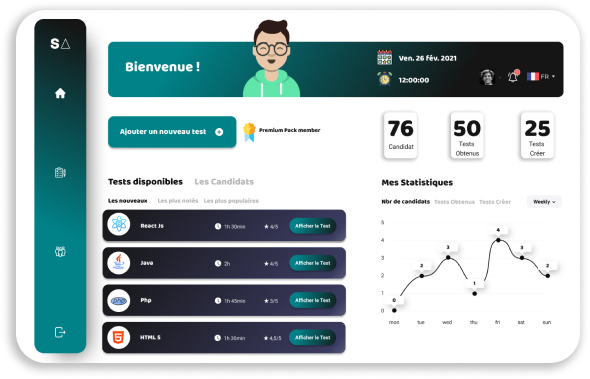 SΔ
Bienvenue !
Ven. 26 fév. 2021
12:00:00
FR
Ajouter un nouveau test
Premium Pack member
76
Candidat
50
Tests
Obtenus
25
Tests
Créer
Tests disponibles Les Candidats
Les nouveaux Les plus notés Les plus populaires
React Js 1h 30min ★ 4/5 Afficher le Test
Java 2h ★ 4/5 Afficher le Test
Php 1h 45min ★ 3/5 Afficher le Test
HTML 5 1h 30min ★ 4,5/5 Afficher le Test
Mes Statistiques
Nbr de candidats Tests Obtenus Tests Créer Weekly
5
4
3
2
1
0
0
2
3
1
4
3
2
mon tue wed thu fri sat sun